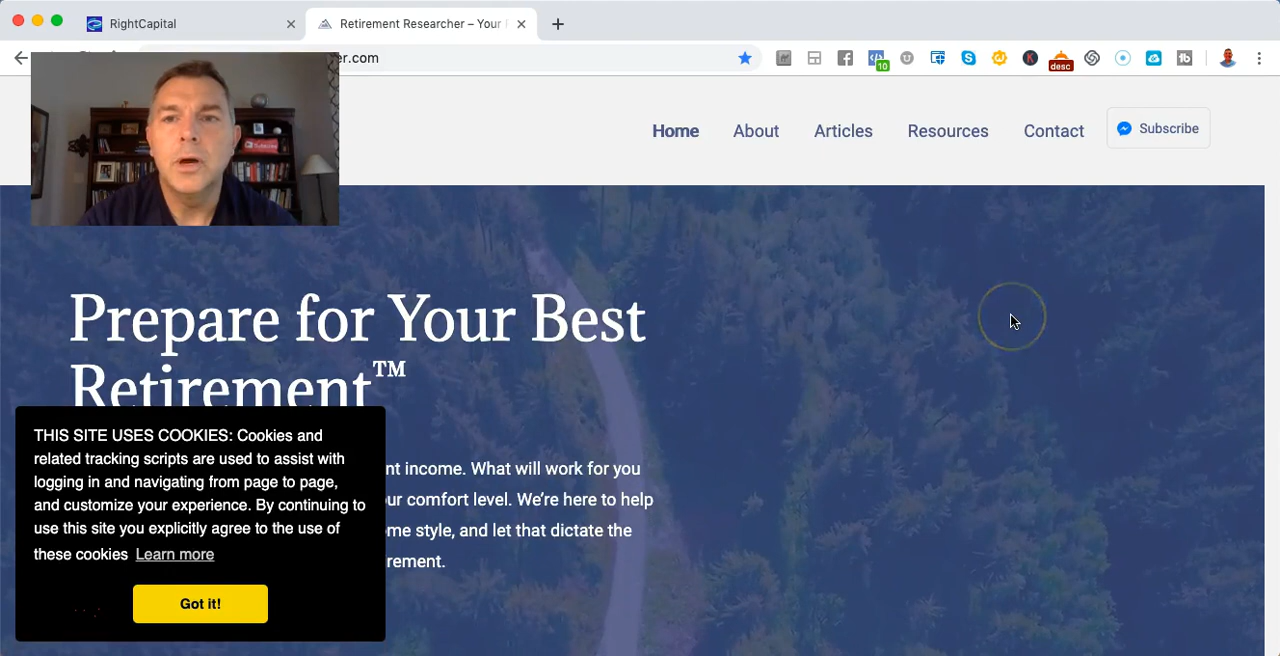 RightCapital
Retirement Researcher – Your
er.com
10
desc
Home About Articles Resources Contact Subscribe
Prepare for Your Best
Retirement™
THIS SITE USES COOKIES: Cookies and
related tracking scripts are used to assist with
logging in and navigating from page to page,
and customize your experience. By continuing to
use this site you explicitly agree to the use of
these cookies Learn more
Got it!
nt income. What will work for you
ur comfort level. We're here to help
me style, and let that dictate the
rement.